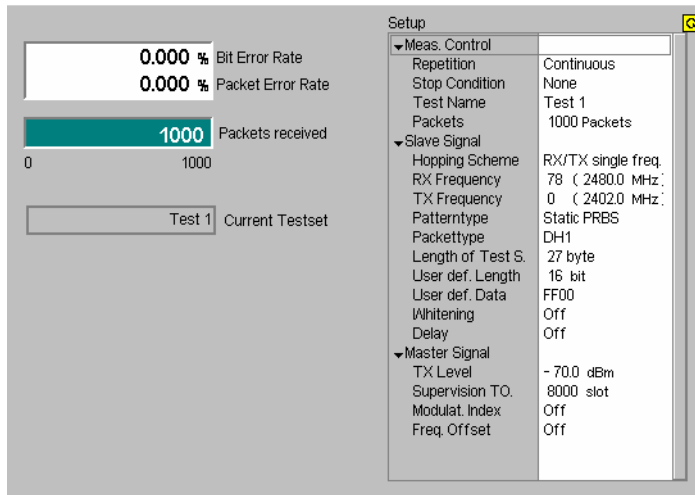 0.000 % Bit Error Rate
0.000 % Packet Error Rate
1000 Packets received
0 1000
Test 1 Current Testset
Setup
Meas. Control
Repetition Continuous
Stop Condition None
Test Name Test 1
Packets 1000 Packets
Slave Signal
Hopping Scheme RX/TX single freq.
RX Frequency 78 ( 2480.0 MHz)
TX Frequency 0 ( 2402.0 MHz)
Patterntype Static PRBS
Packettype DH1
Length of Test S. 27 byte
User def. Length 16 bit
User def. Data FF00
Whitening Off
Delay Off
Master Signal
TX Level - 70.0 dBm
Supervision TO. 8000 slot
Modulat. Index Off
Freq. Offset Off